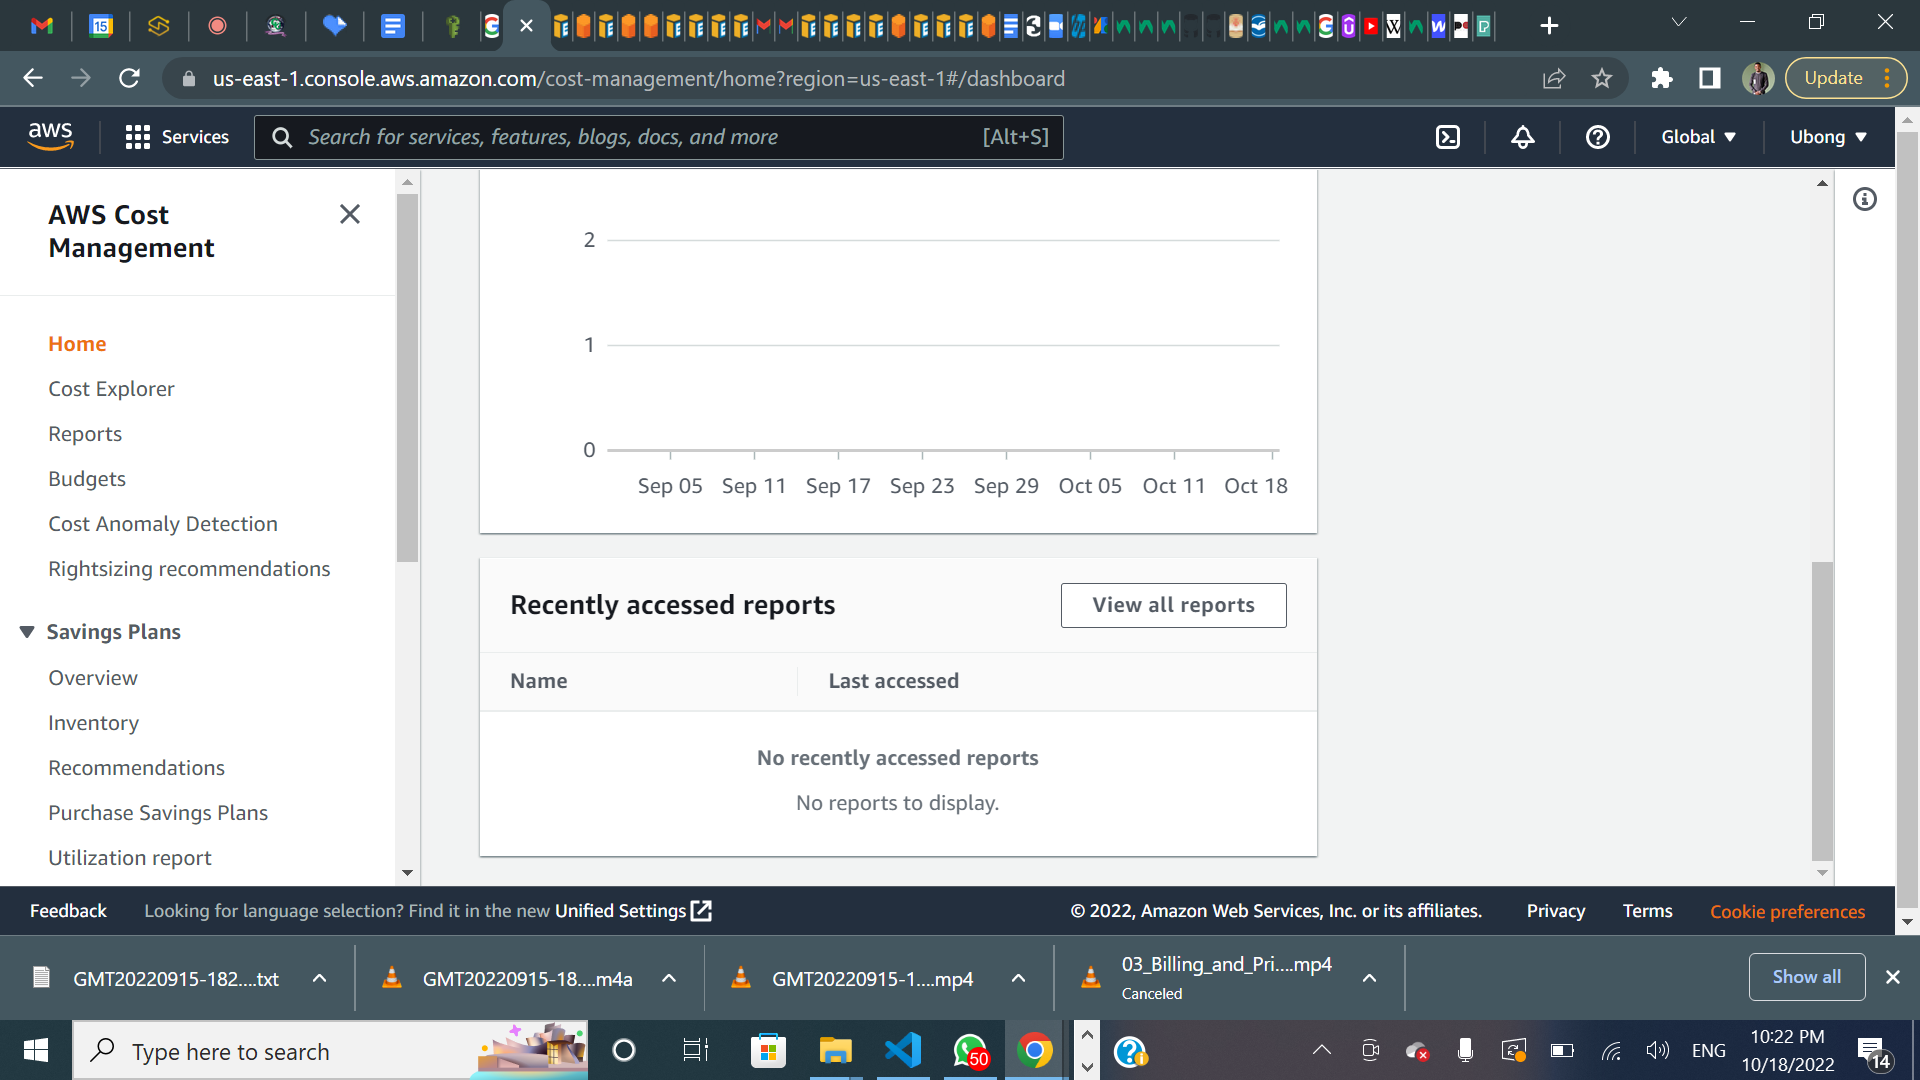 us-east-1.console.aws.amazon.com/cost-management/home?region=us-east-1#/dashboard
Update
aws
Services
Search for services, features, blogs, docs, and more
[Alt+S]
Global
Ubong
AWS Cost
Management
Home
Cost Explorer
Reports
Budgets
Cost Anomaly Detection
Rightsizing recommendations
Savings Plans
Overview
Inventory
Recommendations
Purchase Savings Plans
Utilization report
2
1
0
Sep 05 Sep 11 Sep 17 Sep 23 Sep 29 Oct 05 Oct 11 Oct 18
Recently accessed reports
View all reports
Name
Last accessed
No recently accessed reports
No reports to display.
Feedback
Looking for language selection? Find it in the new Unified Settings
© 2022, Amazon Web Services, Inc. or its affiliates.
Privacy
Terms
Cookie preferences
GMT20220915-182....txt
GMT20220915-18....m4a
GMT20220915-1....mp4
03_Billing_and_Pri....mp4
Canceled
Show all
Type here to search
50
ENG
10:22 PM
10/18/2022
14